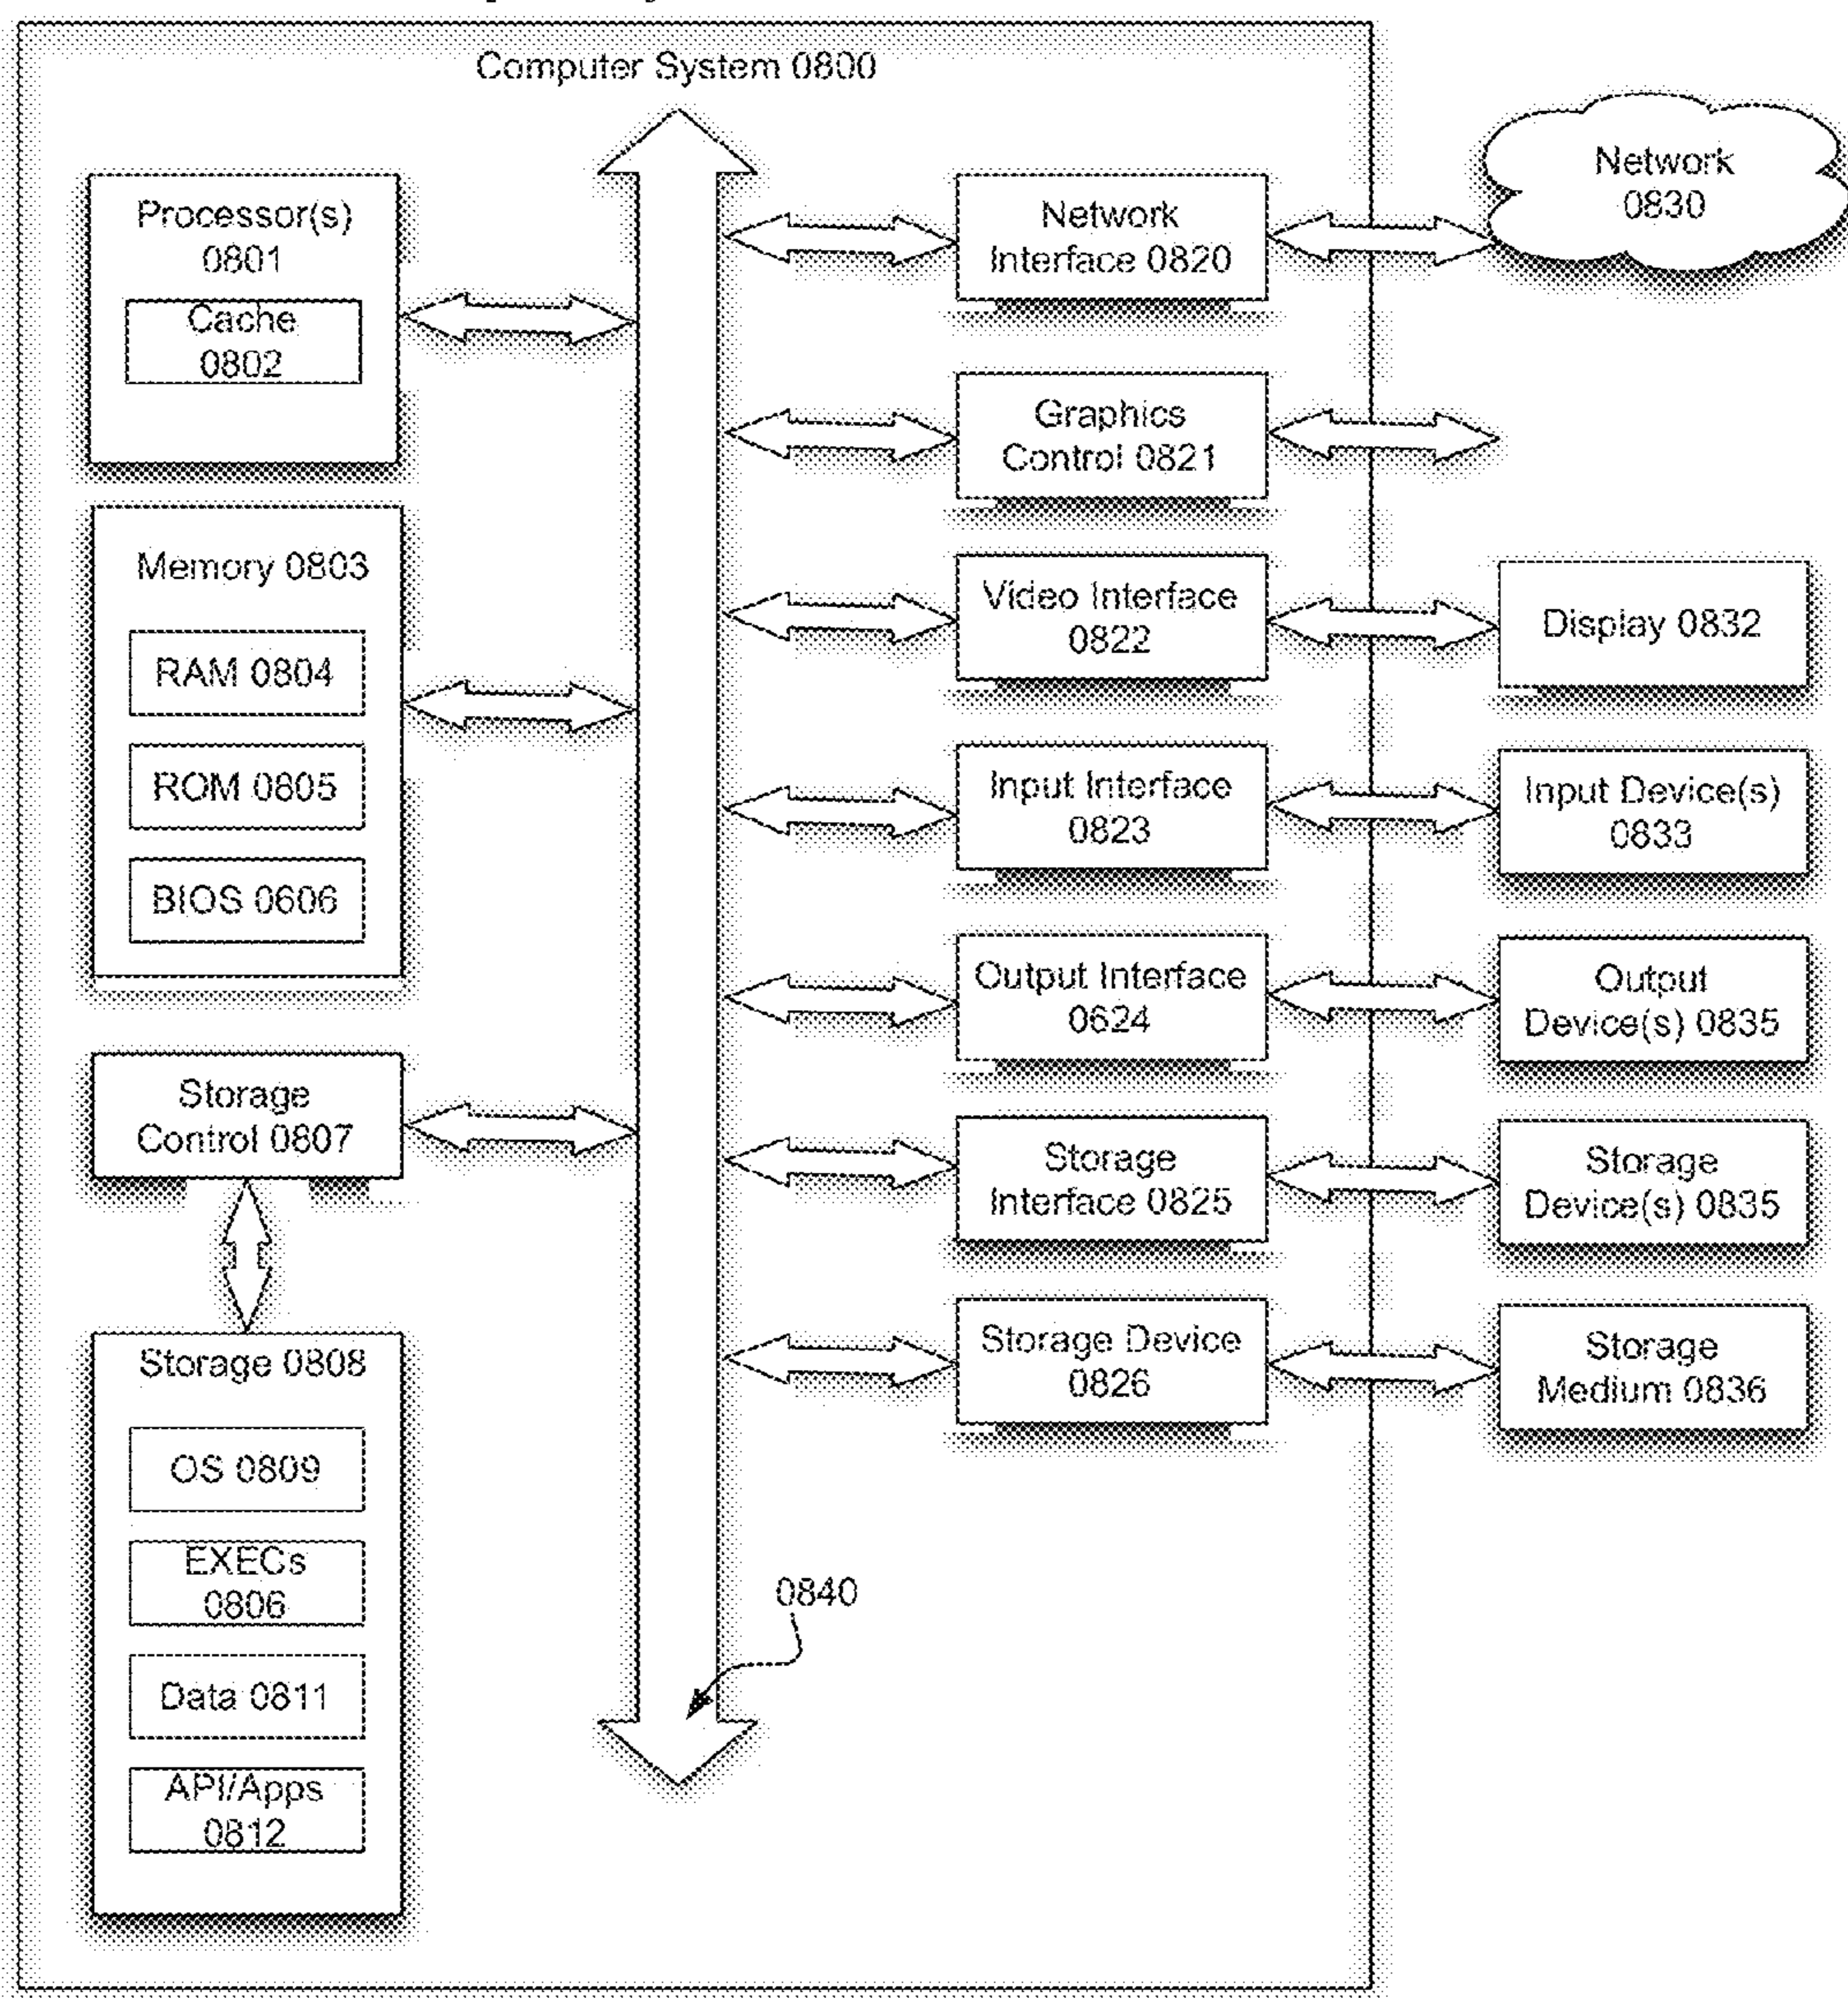 Computer System 0800
Processor(s)
0801
Cache
0802
Memory 0803
RAM 0804
ROM 0805
BIOS 0606
Storage
Control 0807
Storage 0808
OS 0809
EXECs
0806
Data 0811
API/Apps
0812
0840
Network
Interface 0820
Graphics
Control 0821
Video Interface
0822
Input Interface
0823
Output Interface
0624
Storage
Interface 0825
Storage Device
0826
Network
0830
Display 0832
Input Device(s)
0833
Output
Device(s) 0835
Storage
Device(s) 0835
Storage
Medium 0836